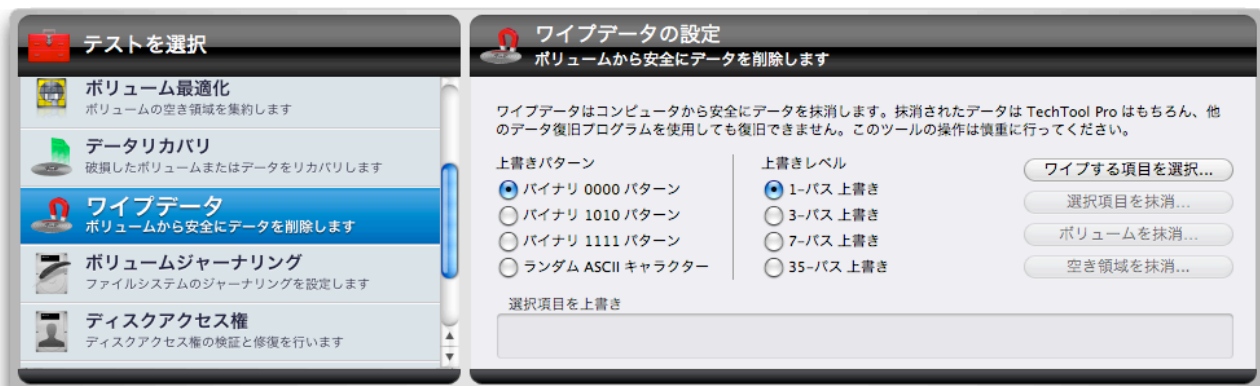 テストを選択
ボリューム最適化
ボリュームの空き領域を集約します
データリカバリ
破損したボリュームまたはデータをリカバリします
ワイプデータ
ボリュームから安全にデータを削除します
ボリュームジャーナリング
ファイルシステムのジャーナリングを設定します
ディスクアクセス権
ディスクアクセス権の検証と修復を行います
ワイプデータの設定
ボリュームから安全にデータを削除します
ワイプデータはコンピュータから安全にデータを抹消します。抹消されたデータは TechTool Pro はもちろん、他
のデータ復旧プログラムを使用しても復旧できません。このツールの操作は慎重に行ってください。
上書きパターン
バイナリ 0000 パターン
バイナリ 1010 パターン
バイナリ 1111 パターン
ランダム ASCII キャラクター
上書きレベル
1-パス 上書き
3-パス 上書き
7-パス 上書き
35-パス 上書き
ワイプする項目を選択...
選択項目を抹消...
ボリュームを抹消...
空き領域を抹消...
選択項目を上書き